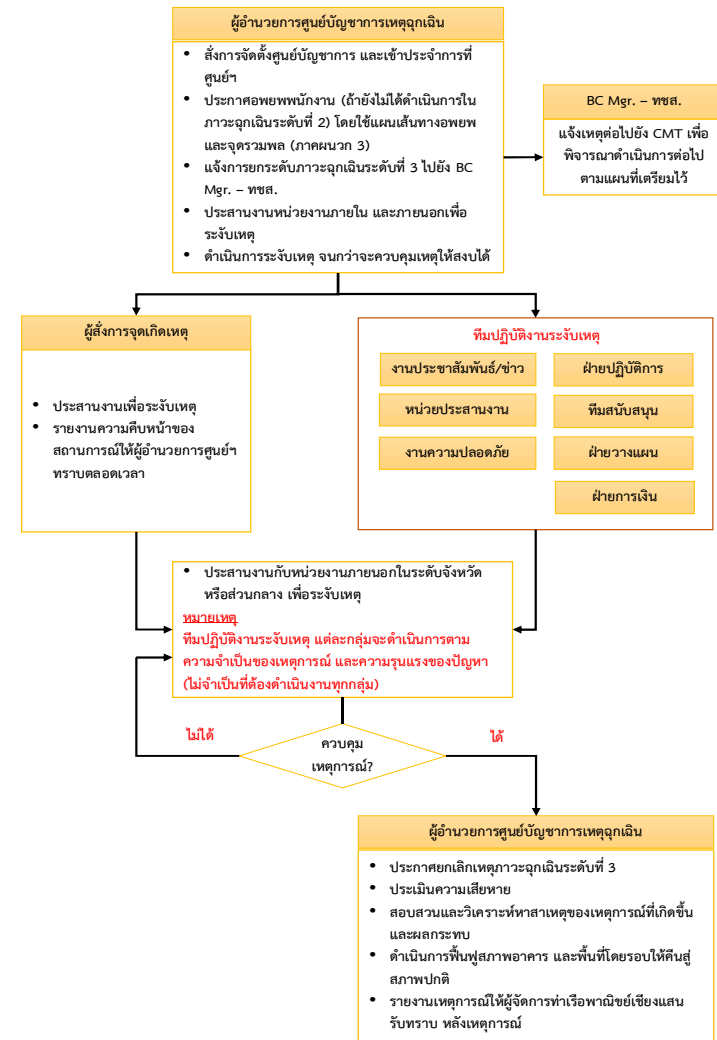 ผู้อำนวยการศูนย์บัญชาการเหตุฉุกเฉิน
• สั่งการจัดตั้งศูนย์บัญชาการ และเข้าประจำการที่
ศูนย์ฯ
• ประกาศอพยพพนักงาน (ถ้ายังไม่ได้ดำเนินการใน
ภาวะฉุกเฉินระดับที่ 2) โดยใช้แผนเส้นทางอพยพ
และจุดรวมพล (ภาคผนวก 3)
• แจ้งการยกระดับภาวะฉุกเฉินระดับที่ 3 ไปยัง BC
Mgr. – ทชส.
• ประสานงานหน่วยงานภายใน และภายนอกเพื่อ
ระงับเหตุ
• ดำเนินการระงับเหตุ จนกว่าจะควบคุมเหตุให้สงบได้
BC Mgr. – ทชส.
แจ้งเหตุต่อไปยัง CMT เพื่อ
พิจารณาดำเนินการต่อไป
ตามแผนที่เตรียมไว้
ผู้สั่งการจุดเกิดเหตุ
• ประสานงานเพื่อระงับเหตุ
• รายงานความคืบหน้าของ
สถานการณ์ให้ผู้อำนวยการศูนย์ฯ
ทราบตลอดเวลา
ทีมปฏิบัติงานระงับเหตุ
งานประชาสัมพันธ์/ข่าว
ฝ่ายปฏิบัติการ
หน่วยประสานงาน
ทีมสนับสนุน
งานความปลอดภัย
ฝ่ายวางแผน
ฝ่ายการเงิน
• ประสานงานกับหน่วยงานภายนอกในระดับจังหวัด
หรือส่วนกลาง เพื่อระงับเหตุ
หมายเหตุ
ทีมปฏิบัติงานระงับเหตุ แต่ละกลุ่มจะดำเนินการตาม
ความจำเป็นของเหตุการณ์ และความรุนแรงของปัญหา
(ไม่จำเป็นที่ต้องดำเนินงานทุกกลุ่ม)
ไม่ได้
ควบคุม
เหตุการณ์?
ได้
ผู้อำนวยการศูนย์บัญชาการเหตุฉุกเฉิน
• ประกาศยกเลิกเหตุภาวะฉุกเฉินระดับที่ 3
• ประเมินความเสียหาย
• สอบสวนและวิเคราะห์หาสาเหตุของเหตุการณ์ที่เกิดขึ้น
และผลกระทบ
• ดำเนินการฟื้นฟูสภาพอาคาร และพื้นที่โดยรอบให้คืนสู่
สภาพปกติ
• รายงานเหตุการณ์ให้ผู้จัดการท่าเรือพาณิชย์เชียงแสน
รับทราบ หลังเหตุการณ์